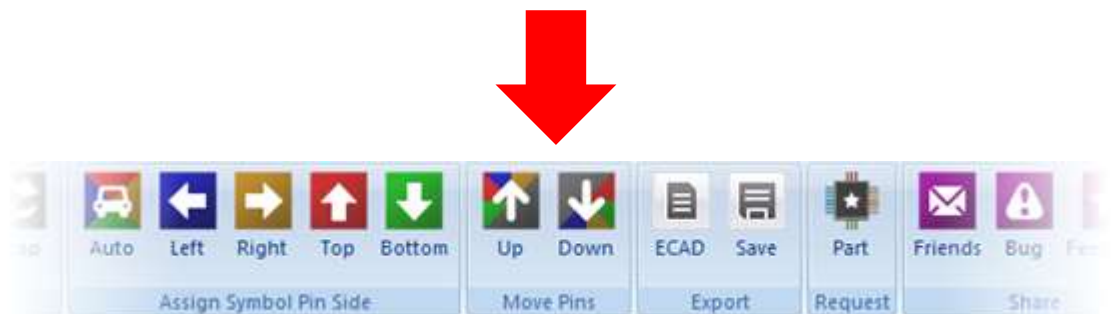 Auto Left Right Top Bottom Up Down ECAD Save Part Friends Bug
Assign Symbol Pin Side Move Pins Export Request Share